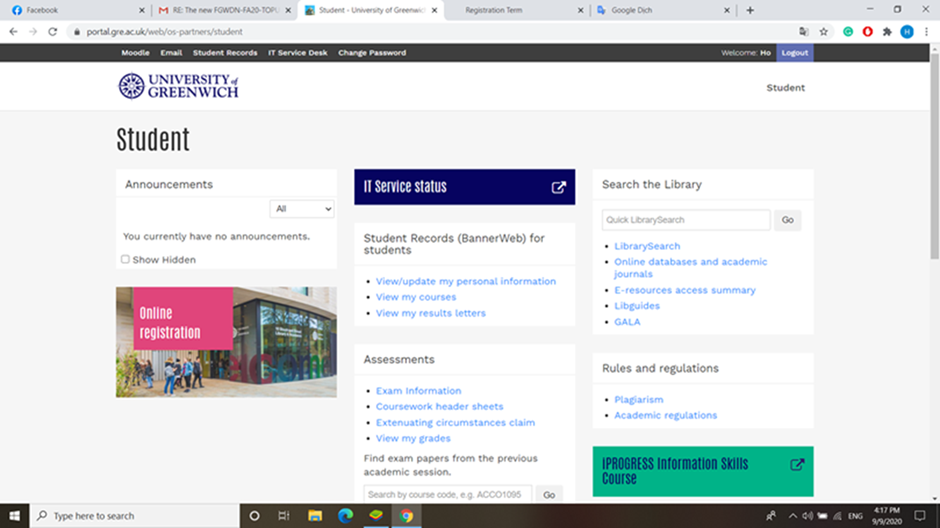 Facebook
RE: The new FGWDN-FA20-TOPU
Student - University of Greenwich
Registration Term
Google Dịch
portal.gre.ac.uk/web/os-partners/student
H
Moodle Email Student Records IT Service Desk Change Password
Welcome: Ho Logout
UNIVERSITY of
GREENWICH
Student
Student
Announcements
All
You currently have no announcements.
Show Hidden
Online
registration
IT Service status
Student Records (BannerWeb) for
students
View/update my personal information
View my courses
View my results letters
Assessments
Exam Information
Coursework header sheets
Extenuating circumstances claim
View my grades
Find exam papers from the previous
academic session.
Search by course code, e.g. ACCO1095 Go
Search the Library
Quick LibrarySearch Go
LibrarySearch
Online databases and academic
journals
E-resources access summary
Libguides
GALA
Rules and regulations
Plagiarism
Academic regulations
iPROGRESS Information Skills
Course
Type here to search
ENG
4:17 PM
9/9/2020